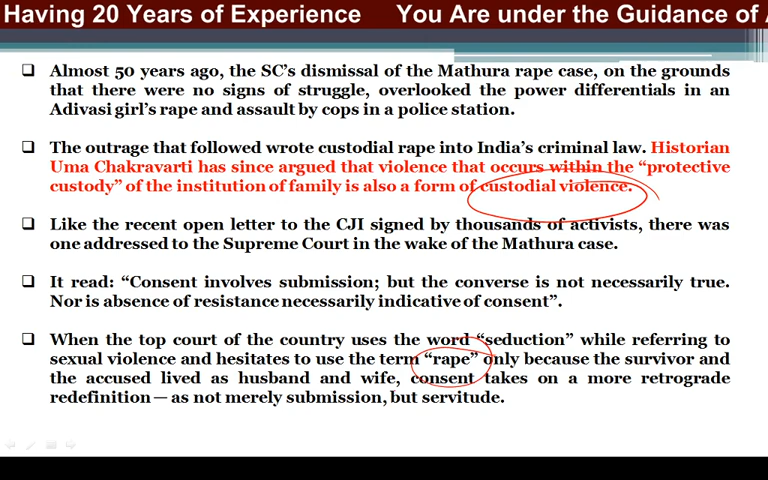 Having 20 Years of Experience You Are under the Guidance of
❑ Almost 50 years ago, the SC’s dismissal of the Mathura rape case, on the grounds
that there were no signs of struggle, overlooked the power differentials in an
Adivasi girl’s rape and assault by cops in a police station.
❑ The outrage that followed wrote custodial rape into India’s criminal law. Historian
Uma Chakravarti has since argued that violence that occurs within the “protective
custody” of the institution of family is also a form of custodial violence.
❑ Like the recent open letter to the CJI signed by thousands of activists, there was
one addressed to the Supreme Court in the wake of the Mathura case.
❑ It read: “Consent involves submission; but the converse is not necessarily true.
Nor is absence of resistance necessarily indicative of consent”.
❑ When the top court of the country uses the word “seduction” while referring to
sexual violence and hesitates to use the term “rape” only because the survivor and
the accused lived as husband and wife, consent takes on a more retrograde
redefinition — as not merely submission, but servitude.